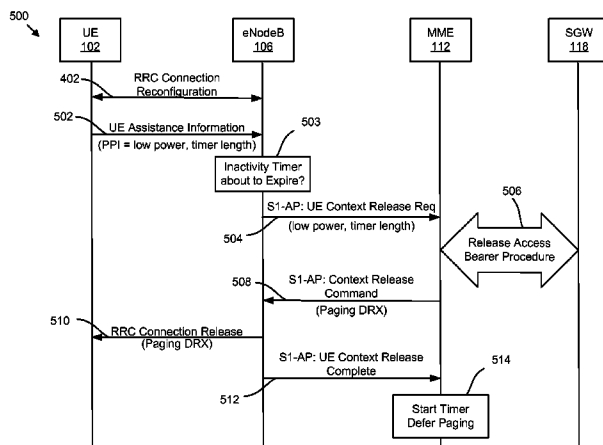 500
UE
102
eNodeB
106
MME
112
SGW
118
402
RRC Connection
Reconfiguration
502
UE Assistance Information
(PPI = low power, timer length)
503
Inactivity Timer
about to Expire?
S1-AP: UE Context Release Req
504
(low power, timer length)
506
Release Access
Bearer Procedure
508
S1-AP: Context Release
Command
(Paging DRX)
510
RRC Connection Release
(Paging DRX)
S1-AP: UE Context Release
Complete
512
514
Start Timer
Defer Paging